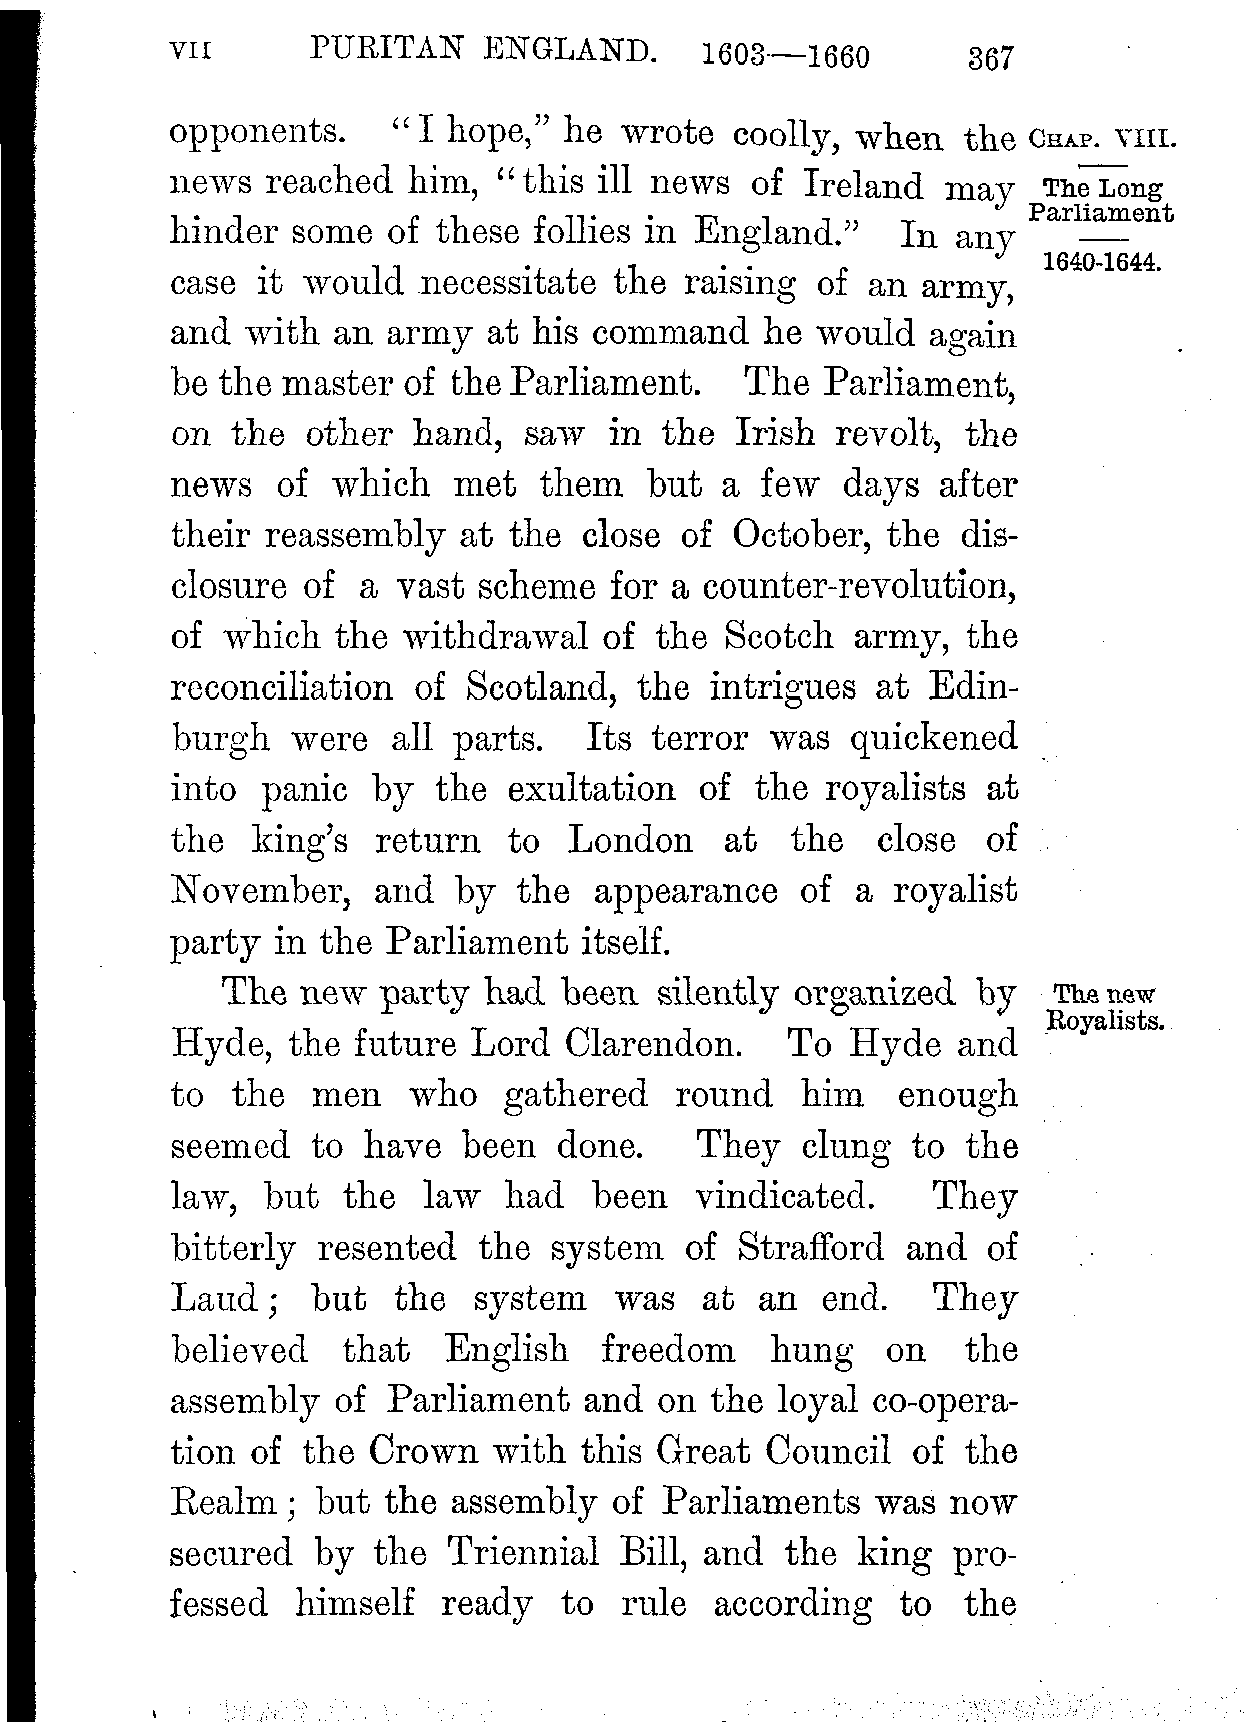 VII PURITAN ENGLAND. 1603—1660 367
opponents. “I hope,” he wrote coolly, when the
news reached him, “this ill news of Ireland may
hinder some of these follies in England.” In any
case it would necessitate the raising of an army,
and with an army at his command he would again
be the master of the Parliament. The Parliament,
on the other hand, saw in the Irish revolt, the
news of which met them but a few days after
their reassembly at the close of October, the dis-
closure of a vast scheme for a counter-revolution,
of which the withdrawal of the Scotch army, the
reconciliation of Scotland, the intrigues at Edin-
burgh were all parts. Its terror was quickened
into panic by the exultation of the royalists at
the king’s return to London at the close of
November, and by the appearance of a royalist
party in the Parliament itself.
The new party had been silently organized by
Hyde, the future Lord Clarendon. To Hyde and
to the men who gathered round him enough
seemed to have been done. They clung to the
law, but the law had been vindicated. They
bitterly resented the system of Strafford and of
Laud; but the system was at an end. They
believed that English freedom hung on the
assembly of Parliament and on the loyal co-opera-
tion of the Crown with this Great Council of the
Realm; but the assembly of Parliaments was now
secured by the Triennial Bill, and the king pro-
fessed himself ready to rule according to the
CHAP. VIII.
The Long
Parliament
1640-1644.
The new
Royalists.